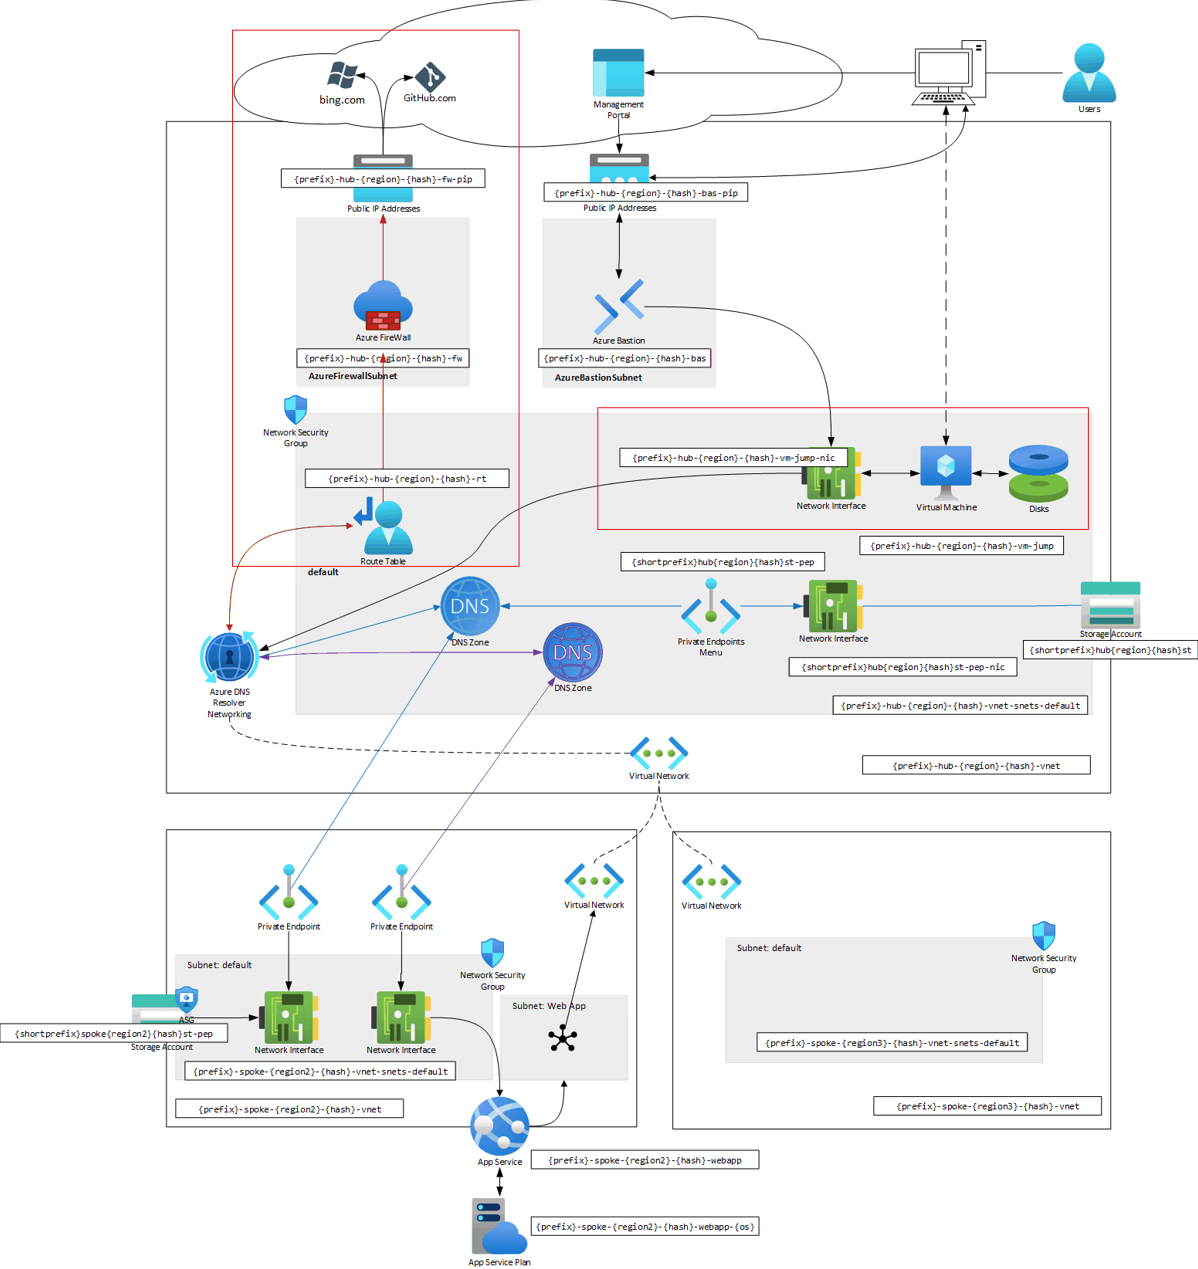 bing.com
GitHub.com
Management
Portal
Users
{prefix}-hub-{region}-{hash}-fw-pip
Public IP Addresses
{prefix}-hub-{region}-{hash}-bas-pip
Public IP Addresses
Azure FireWall
{prefix}-hub-{region}-{hash}-fw
AzureFirewallSubnet
Azure Bastion
{prefix}-hub-{region}-{hash}-bas
AzureBastionSubnet
Network Security
Group
{prefix}-hub-{region}-{hash}-vm-jump-nic
Network Interface
Virtual Machine
Disks
{prefix}-hub-{region}-{hash}-rt
Route Table
default
{prefix}-hub-{region}-{hash}-vm-jump
{shortprefix}hub{region}{hash}st-pep
DNS
DNS Zone
Private Endpoints
Menu
Network Interface
Storage Account
{shortprefix}hub{region}{hash}st
DNS
DNS Zone
{shortprefix}hub{region}{hash}st-pep-nic
Azure DNS
Resolver
Networking
{prefix}-hub-{region}-{hash}-vnet-snets-default
Virtual Network
{prefix}-hub-{region}-{hash}-vnet
Private Endpoint
Private Endpoint
Virtual Network
Virtual Network
Subnet: default
Network Security
Group
Subnet: default
Network Security
Group
Subnet: Web App
ASG
{shortprefix}spoke{region2}{hash}st-pep
Storage Account
Network Interface
Network Interface
{prefix}-spoke-{region3}-{hash}-vnet-snets-default
{prefix}-spoke-{region2}-{hash}-vnet-snets-default
{prefix}-spoke-{region2}-{hash}-vnet
{prefix}-spoke-{region3}-{hash}-vnet
App Service
{prefix}-spoke-{region2}-{hash}-webapp
{prefix}-spoke-{region2}-{hash}-webapp-{os}
App Service Plan